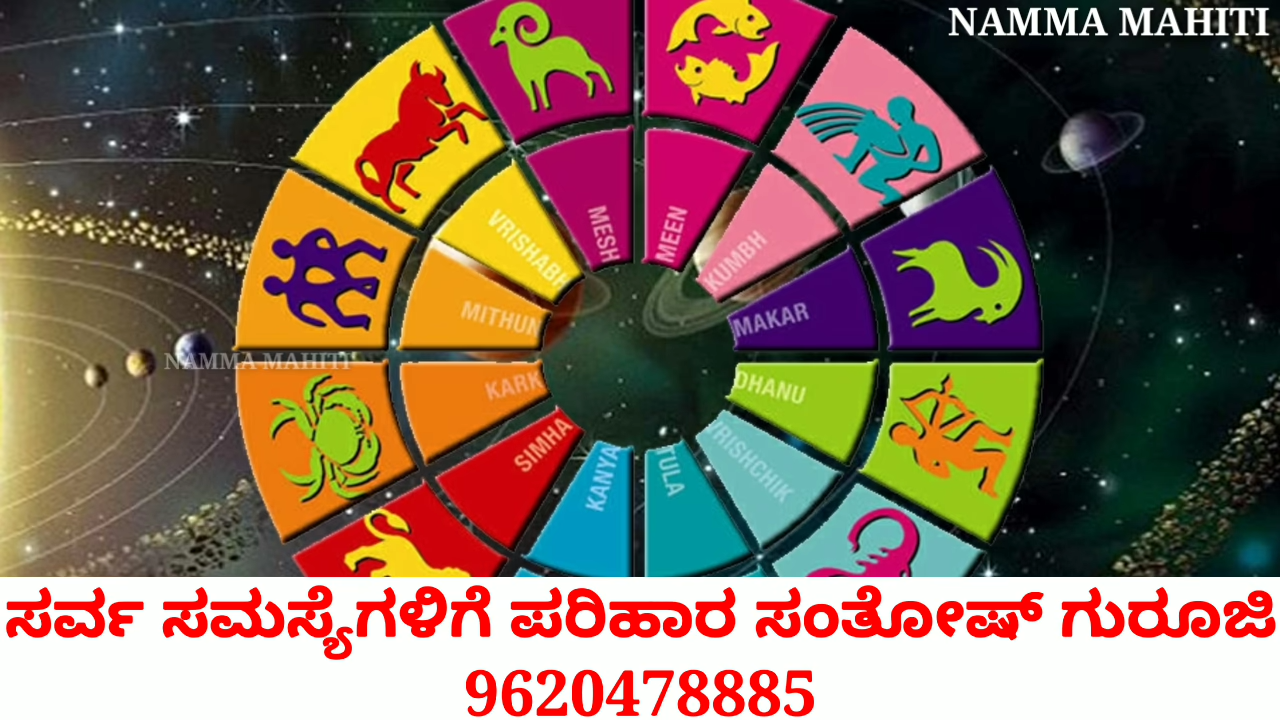 NAMMA MAHITI
MESH
MEEN
VRISHABH
KUMBH
MITHUN
MAKAR
NAMMA MAHITI
KARK
DHANU
SIMHA
VRISHCHIK
KANYA
TULA
ಸರ್ವ ಸಮಸ್ಯೆಗಳಿಗೆ ಪರಿಹಾರ ಸಂತೋಷ್ ಗುರೂಜಿ
9620478885